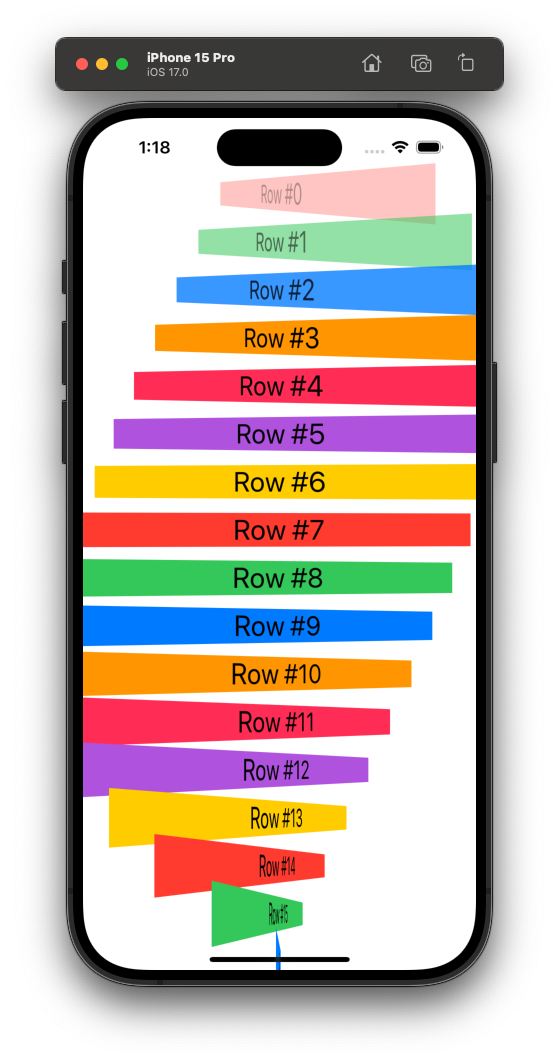 iPhone 15 Pro
iOS 17.0
1:18
Row #0
Row #1
Row #2
Row #3
Row #4
Row #5
Row #6
Row #7
Row #8
Row #9
Row #10
Row #11
Row #12
Row #13
Row #14
Row #15